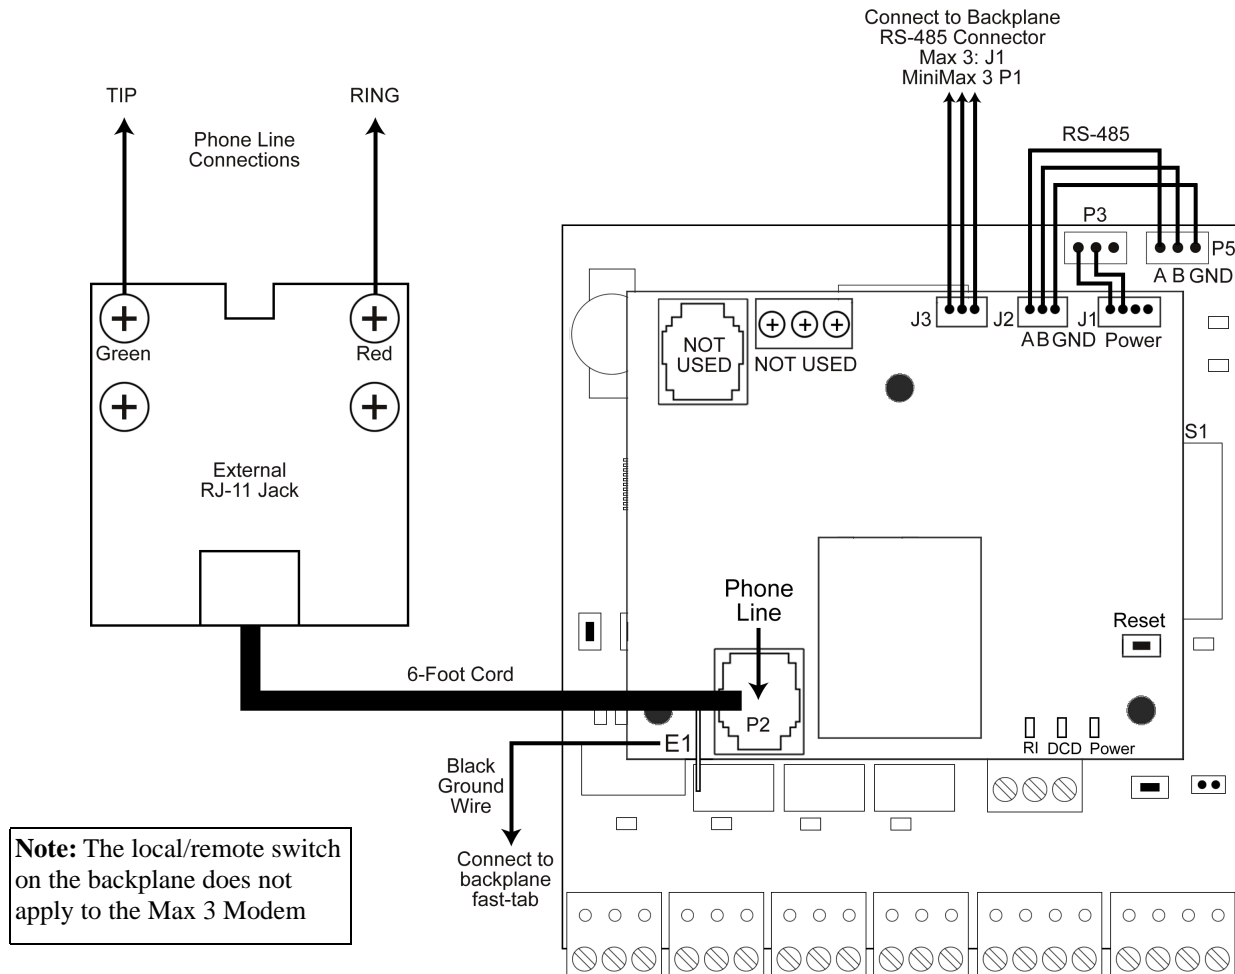 Connect to Backplane
RS-485 Connector
Max 3: J1
MiniMax 3 P1
TIP
RING
Phone Line
Connections
RS-485
P3
P5
A B GND
Green
Red
NOT
USED
NOT USED
J3
J2
J1
A B GND
Power
S1
External
RJ-11 Jack
Phone
Line
Reset
6-Foot Cord
P2
E1
RI
DCD
Power
Black
Ground
Wire
Connect to
backplane
fast-tab
Note: The local/remote switch
on the backplane does not
apply to the Max 3 Modem